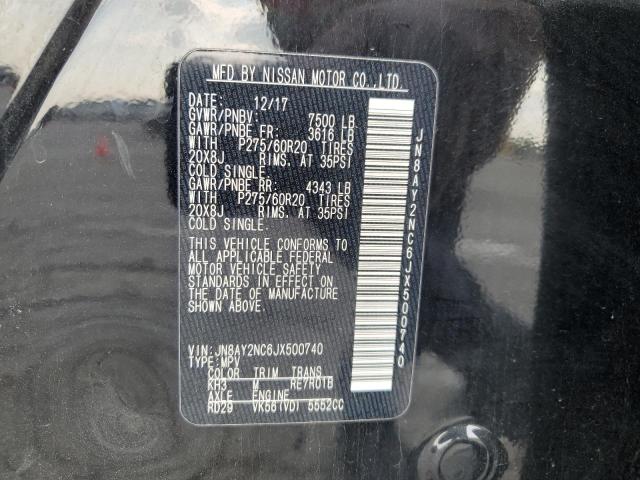 MFD BY NISSAN MOTOR CO.,LTD.
DATE: 12/17
GVWR/PNBV: 7500 LB
GAWR/PNBE FR: 3616 LB
WITH P275/60R20 TIRES
20X8J RIMS. AT 35PSI
COLD SINGLE.
GAWR/PNBE RR: 4343 LB
WITH P275/60R20 TIRES
20X8J RIMS. AT 35PSI
COLD SINGLE.
THIS VEHICLE CONFORMS TO
ALL APPLICABLE FEDERAL
MOTOR VEHICLE SAFETY
STANDARDS IN EFFECT ON
THE DATE OF MANUFACTURE
SHOWN ABOVE.
VIN:JN8AY2NC6JX500740
TYPE:MPV
COLOR TRIM TRANS
KH3 M RE7R01B
AXLE ENGINE
RD29 VK56(VD) 5552CC
JN8AY2NC6JX500740